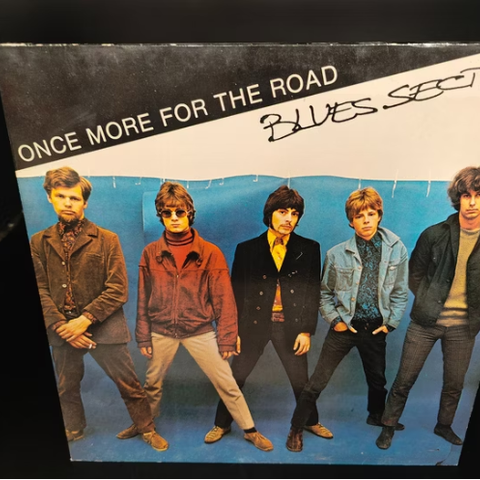 ONCE MORE FOR THE ROAD
BLUES SECT